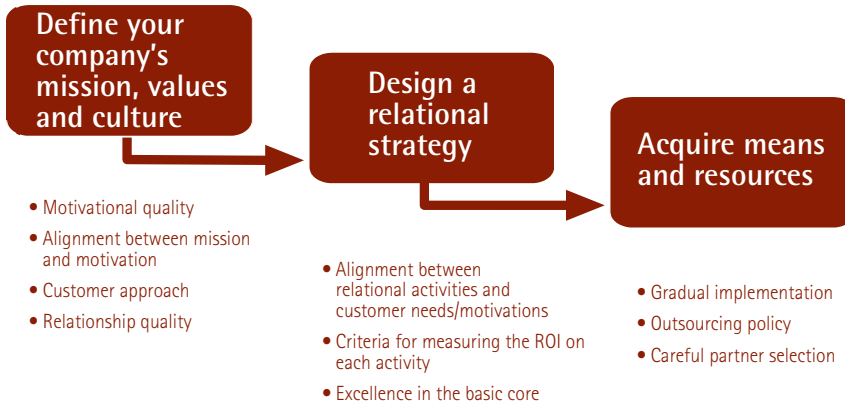 Define your
company's
mission, values
and culture
• Motivational quality
• Alignment between mission
and motivation
• Customer approach
• Relationship quality
Design a
relational
strategy
• Alignment between
relational activities and
customer needs/motivations
• Criteria for measuring the ROI on
each activity
• Excellence in the basic core
Acquire means
and resources
• Gradual implementation
• Outsourcing policy
• Careful partner selection